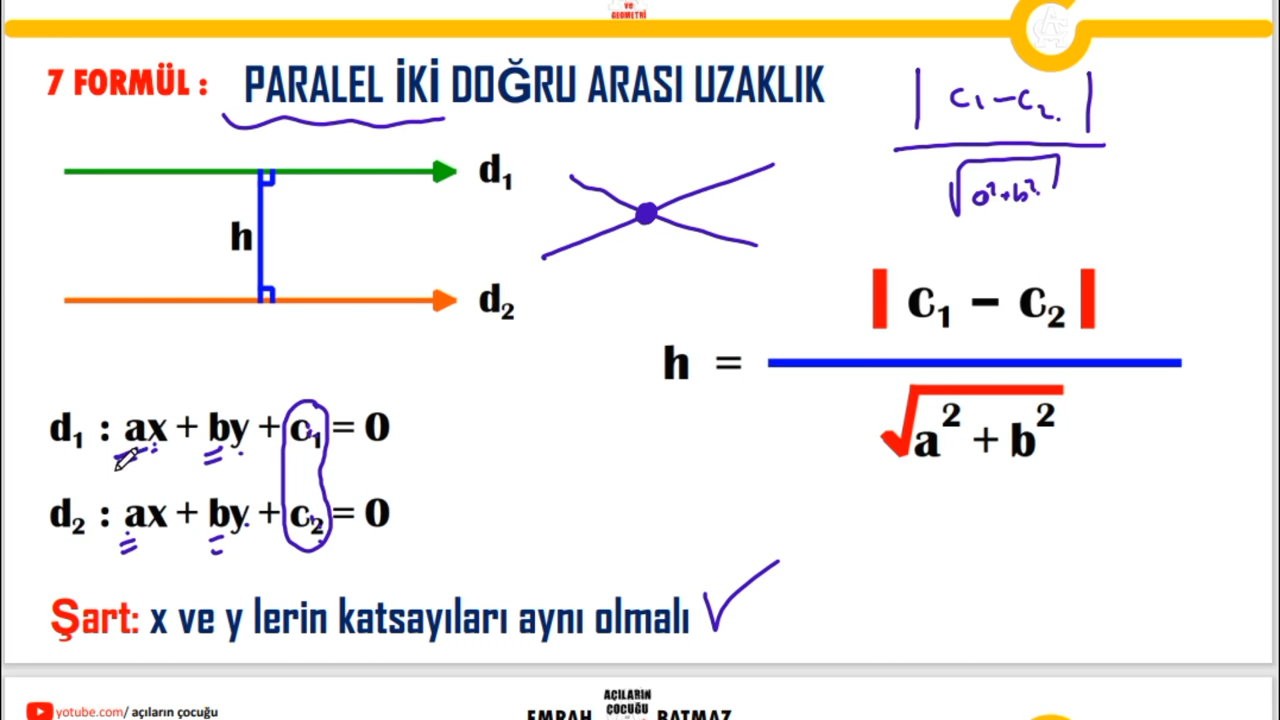 VE
GEOMETRİ
7 FORMÜL : PARALEL İKİ DOĞRU ARASI UZAKLIK
| c₁ - c₂. |
√a²+b²
d₁
h
d₂
| c₁ – c₂ |
h =
√a² + b²
d₁ : ax + by + c₁ = 0
d₂ : ax + by + c₂ = 0
Şart: x ve y lerin katsayıları aynı olmalı
yotube.com/ açıların çocuğu
AÇILARIN
ÇOCUĞU
EMRAH BATMAZ